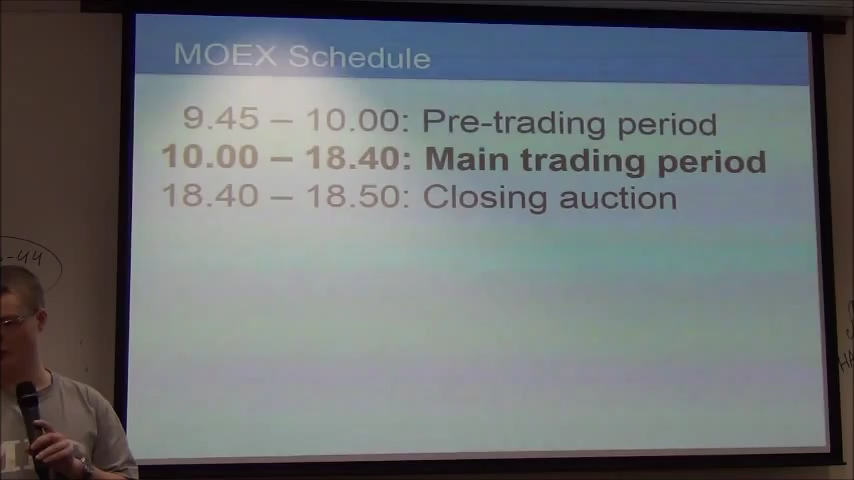 MOEX Schedule
9.45 – 10.00: Pre-trading period
10.00 – 18.40: Main trading period
18.40 – 18.50: Closing auction